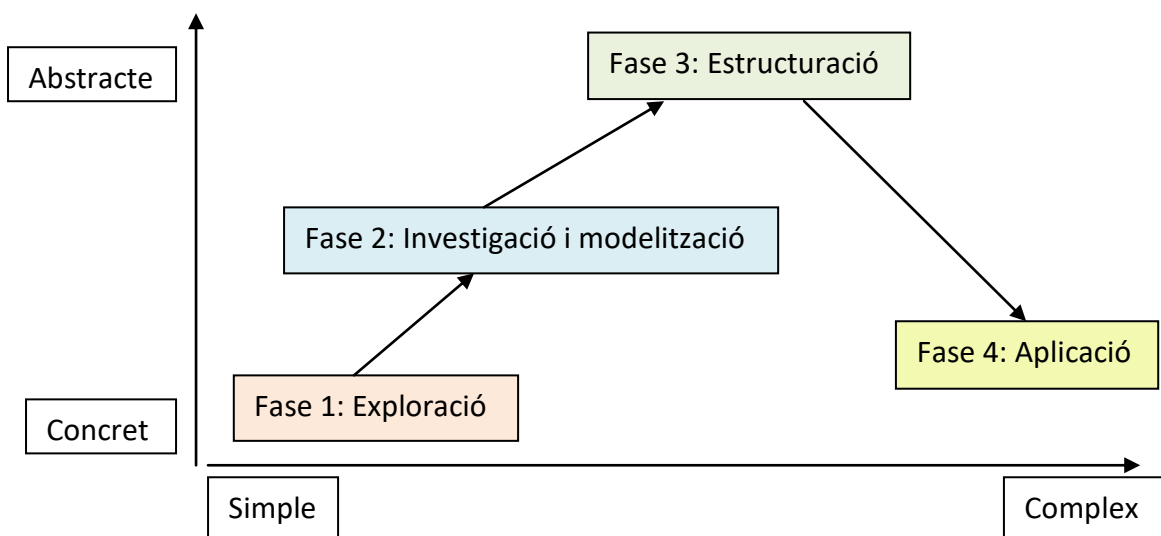 Fase 3: Estructuració
Abstracte
Fase 2: Investigació i modelització
Fase 4: Aplicació
Fase 1: Exploració
Concret
Simple
Complex